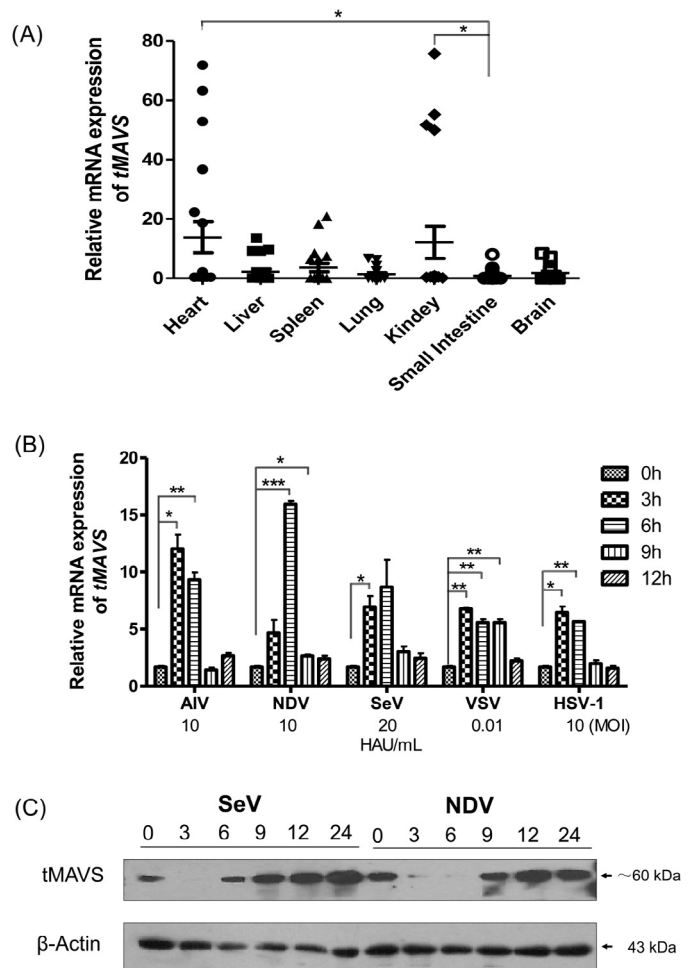 (A)
*
*
Relative mRNA expression
of tMAVS
80
60
40
20
0
Heart
Liver
Spleen
Lung
Kindey
Small Intestine
Brain
(B)
Relative mRNA expression
of tMAVS
20
15
10
5
0
** 
*
*
***
*
**
**
**
**
*
0h
3h
6h
9h
12h
AIV NDV SeV VSV HSV-1
10 10 20 0.01 10 (MOI)
HAU/mL
(C)
SeV NDV
0 3 6 9 12 24 0 3 6 9 12 24
tMAVS ~60 kDa
β-Actin 43 kDa